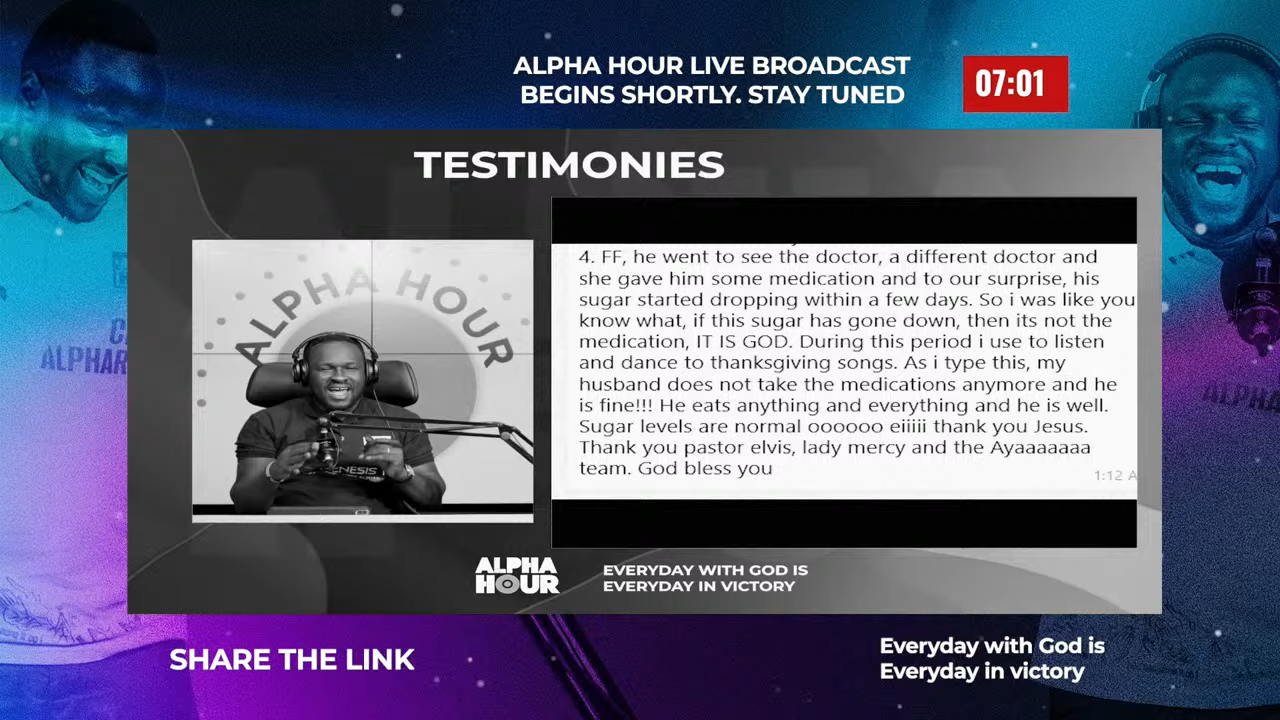 ALPHA HOUR LIVE BROADCAST
BEGINS SHORTLY. STAY TUNED
07:01
TESTIMONIES
ALPHA HOUR
GENESIS
4. FF, he went to see the doctor, a different doctor and
she gave him some medication and to our surprise, his
sugar started dropping within a few days. So i was like you
know what, if this sugar has gone down, then its not the
medication, IT IS GOD. During this period i use to listen
and dance to thanksgiving songs. As i type this, my
husband does not take the medications anymore and he
is fine!!! He eats anything and everything and he is well.
Sugar levels are normal oooooo eiiiii thank you Jesus.
Thank you pastor elvis, lady mercy and the Ayaaaaaaa
team. God bless you
1:12 A
ALPHA
HOUR
EVERYDAY WITH GOD IS
EVERYDAY IN VICTORY
SHARE THE LINK
Everyday with God is
Everyday in victory